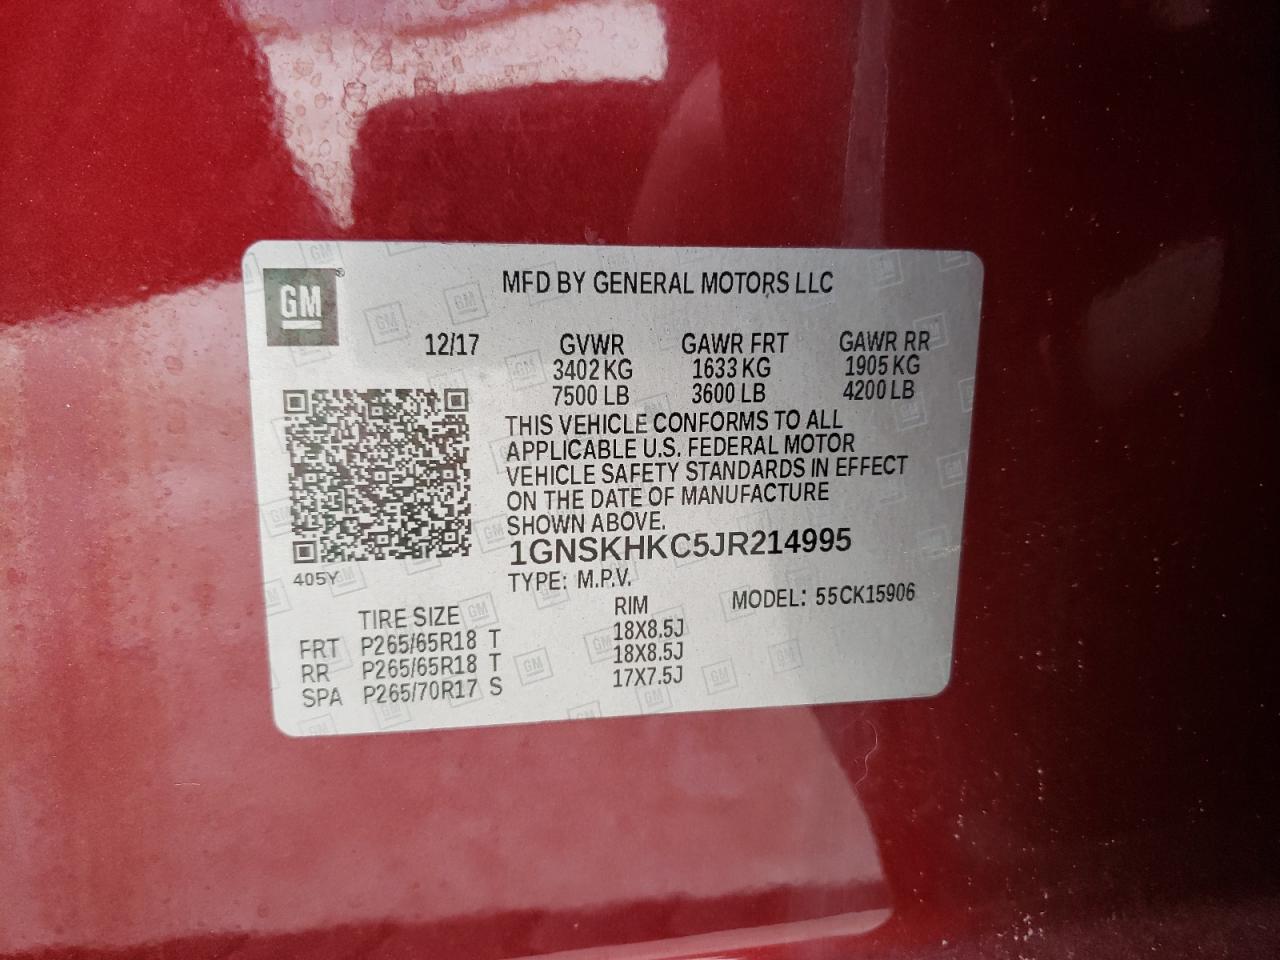 GM
MFD BY GENERAL MOTORS LLC
12/17 GVWR GAWR FRT GAWR RR
3402 KG 1633 KG 1905 KG
7500 LB 3600 LB 4200 LB
THIS VEHICLE CONFORMS TO ALL
APPLICABLE U.S. FEDERAL MOTOR
VEHICLE SAFETY STANDARDS IN EFFECT
ON THE DATE OF MANUFACTURE
SHOWN ABOVE.
1GNSKHKC5JR214995
405Y
TYPE: M.P.V.
MODEL: 55CK15906
TIRE SIZE RIM
FRT P265/65R18 T 18X8.5J
RR P265/65R18 T 18X8.5J
SPA P265/70R17 S 17X7.5J